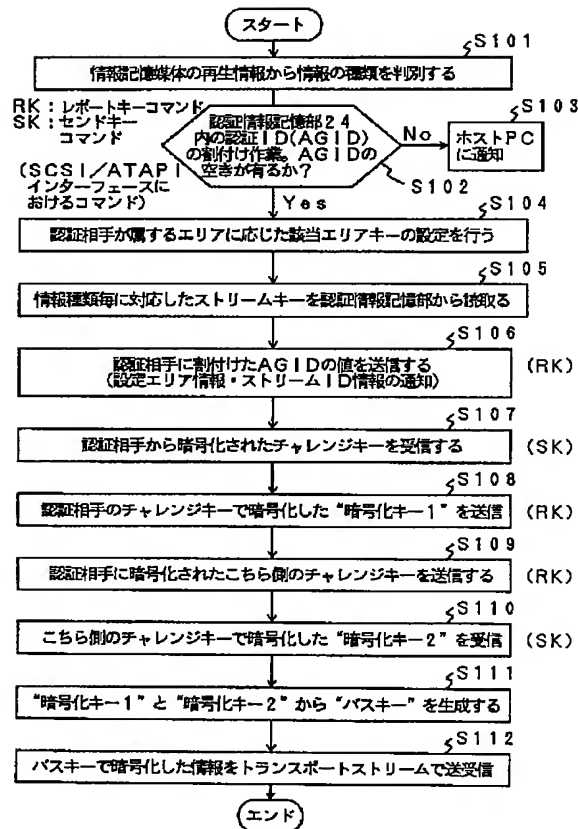 スタート
S101
情報記憶媒体の再生情報から情報の種類を判別する
RK:レポートキーコマンド
SK:センドキー
コマンド
(SCSI/ATAPI
インターフェースに
おけるコマンド)
認証情報記憶部24
内の認証ID(AGID)
の割付け作業。AGIDの
空きが有るか?
S102
No
S103
ホストPC
に通知
Yes
S104
認証相手が属するエリアに応じた該当エリアキーの設定を行う
S105
情報種類毎に対応したストリームキーを認証情報記憶部から読取る
S106
認証相手に割付けたAGIDの値を送信する
(設定エリア情報・ストリームID情報の通知)
(RK)
S107
認証相手から暗号化されたチャレンジキーを受信する
(SK)
S108
認証相手のチャレンジキーで暗号化した“暗号化キー1”を送信
(RK)
S109
認証相手に暗号化されたこちら側のチャレンジキーを送信する
(RK)
S110
こちら側のチャレンジキーで暗号化した“暗号化キー2”を受信
(SK)
S111
“暗号化キー1”と“暗号化キー2”から“バスキー”を生成する
S112
バスキーで暗号化した情報をトランスポートストリームで送受信
エンド